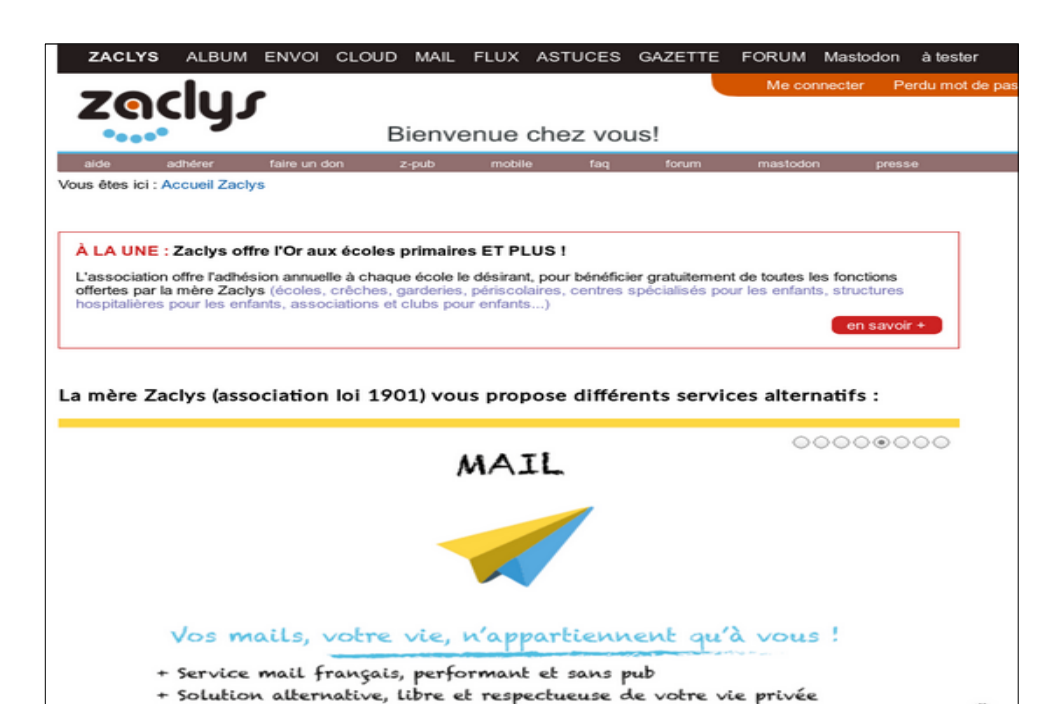 ZACLYS ALBUM ENVOI CLOUD MAIL FLUX ASTUCES GAZETTE FORUM Mastodon à tester
Me connecter Perdu mot de pas
zaclys
Bienvenue chez vous!
aide adhérer faire un don z-pub mobile faq forum mastodon presse
Vous êtes ici : Accueil Zaclys
À LA UNE : Zaclys offre l'Or aux écoles primaires ET PLUS !
L'association offre l'adhésion annuelle à chaque école le désirant, pour bénéficier gratuitement de toutes les fonctions
offertes par la mère Zaclys (écoles, crêches, garderies, périscolaires, centres spécialisés pour les enfants, structures
hospitalières pour les enfants, associations et clubs pour enfants...)
en savoir +
La mère Zaclys (association loi 1901) vous propose différents services alternatifs :
MAIL
Vos mails, votre vie, n'appartiennent qu'à vous !
+ Service mail français, performant et sans pub
+ Solution alternative, libre et respectueuse de votre vie privée